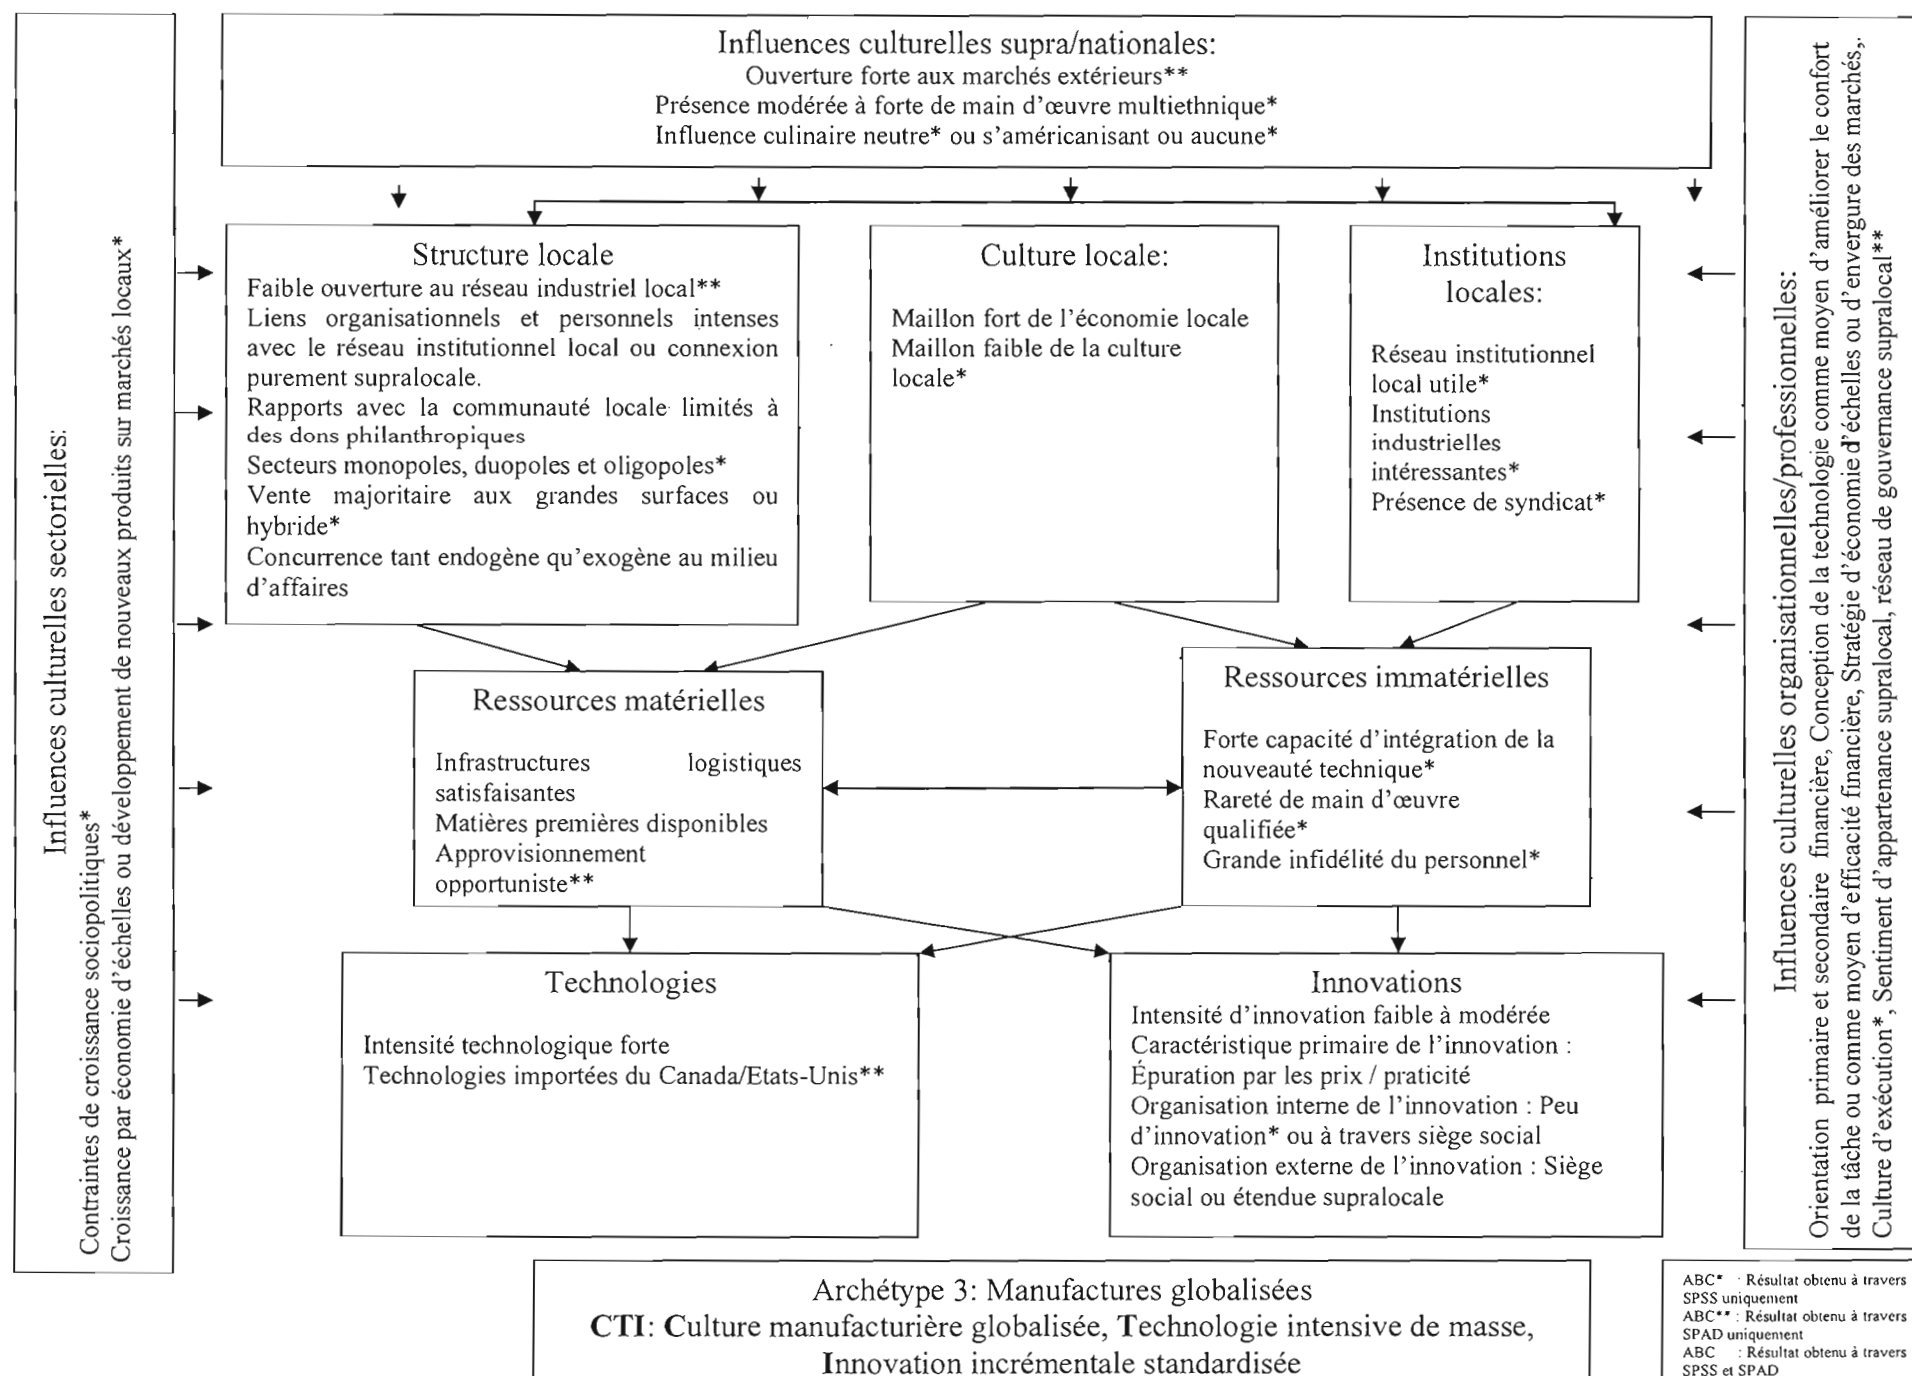 Influences culturelles supra/nationales:
Ouverture forte aux marchés extérieurs**
Présence modérée à forte de main d'œuvre multiethnique*
Influence culinaire neutre* ou s'américanisant ou aucune*
Influences culturelles sectorielles:
Contraintes de croissance sociopolitiques*
Croissance par économie d'échelles ou développement de nouveaux produits sur marchés locaux*
Structure locale
Faible ouverture au réseau industriel local**
Liens organisationnels et personnels intenses
avec le réseau institutionnel local ou connexion
purement supralocale.
Rapports avec la communauté locale limités à
des dons philanthropiques
Secteurs monopoles, duopoles et oligopoles*
Vente majoritaire aux grandes surfaces ou
hybride*
Concurrence tant endogène qu'exogène au milieu
d'affaires
Culture locale:
Maillon fort de l'économie locale
Maillon faible de la culture
locale*
Institutions
locales:
Réseau institutionnel
local utile*
Institutions
industrielles
intéressantes*
Présence de syndicat*
Influences culturelles organisationnelles/professionnelles:
Orientation primaire et secondaire financière, Conception de la technologie comme moyen d'améliorer le confort
de la tâche ou comme moyen d'efficacité financière, Stratégie d'économie d'échelles ou d'envergure des marchés,.
Culture d'exécution*, Sentiment d'appartenance supralocal, réseau de gouvernance supralocal**
Ressources matérielles
Infrastructures logistiques
satisfaisantes
Matières premières disponibles
Approvisionnement
opportuniste**
Ressources immatérielles
Forte capacité d'intégration de la
nouveauté technique*
Rareté de main d'œuvre
qualifiée*
Grande infidélité du personnel*
Technologies
Intensité technologique forte
Technologies importées du Canada/Etats-Unis**
Innovations
Intensité d'innovation faible à modérée
Caractéristique primaire de l'innovation :
Épuration par les prix / praticité
Organisation interne de l'innovation : Peu
d'innovation* ou à travers siège social
Organisation externe de l'innovation : Siège
social ou étendue supralocale
Archétype 3: Manufactures globalisées
CTI: Culture manufacturière globalisée, Technologie intensive de masse,
Innovation incrémentale standardisée
ABC* : Résultat obtenu à travers
SPSS uniquement
ABC** : Résultat obtenu à travers
SPAD uniquement
ABC : Résultat obtenu à travers
SPSS et SPAD